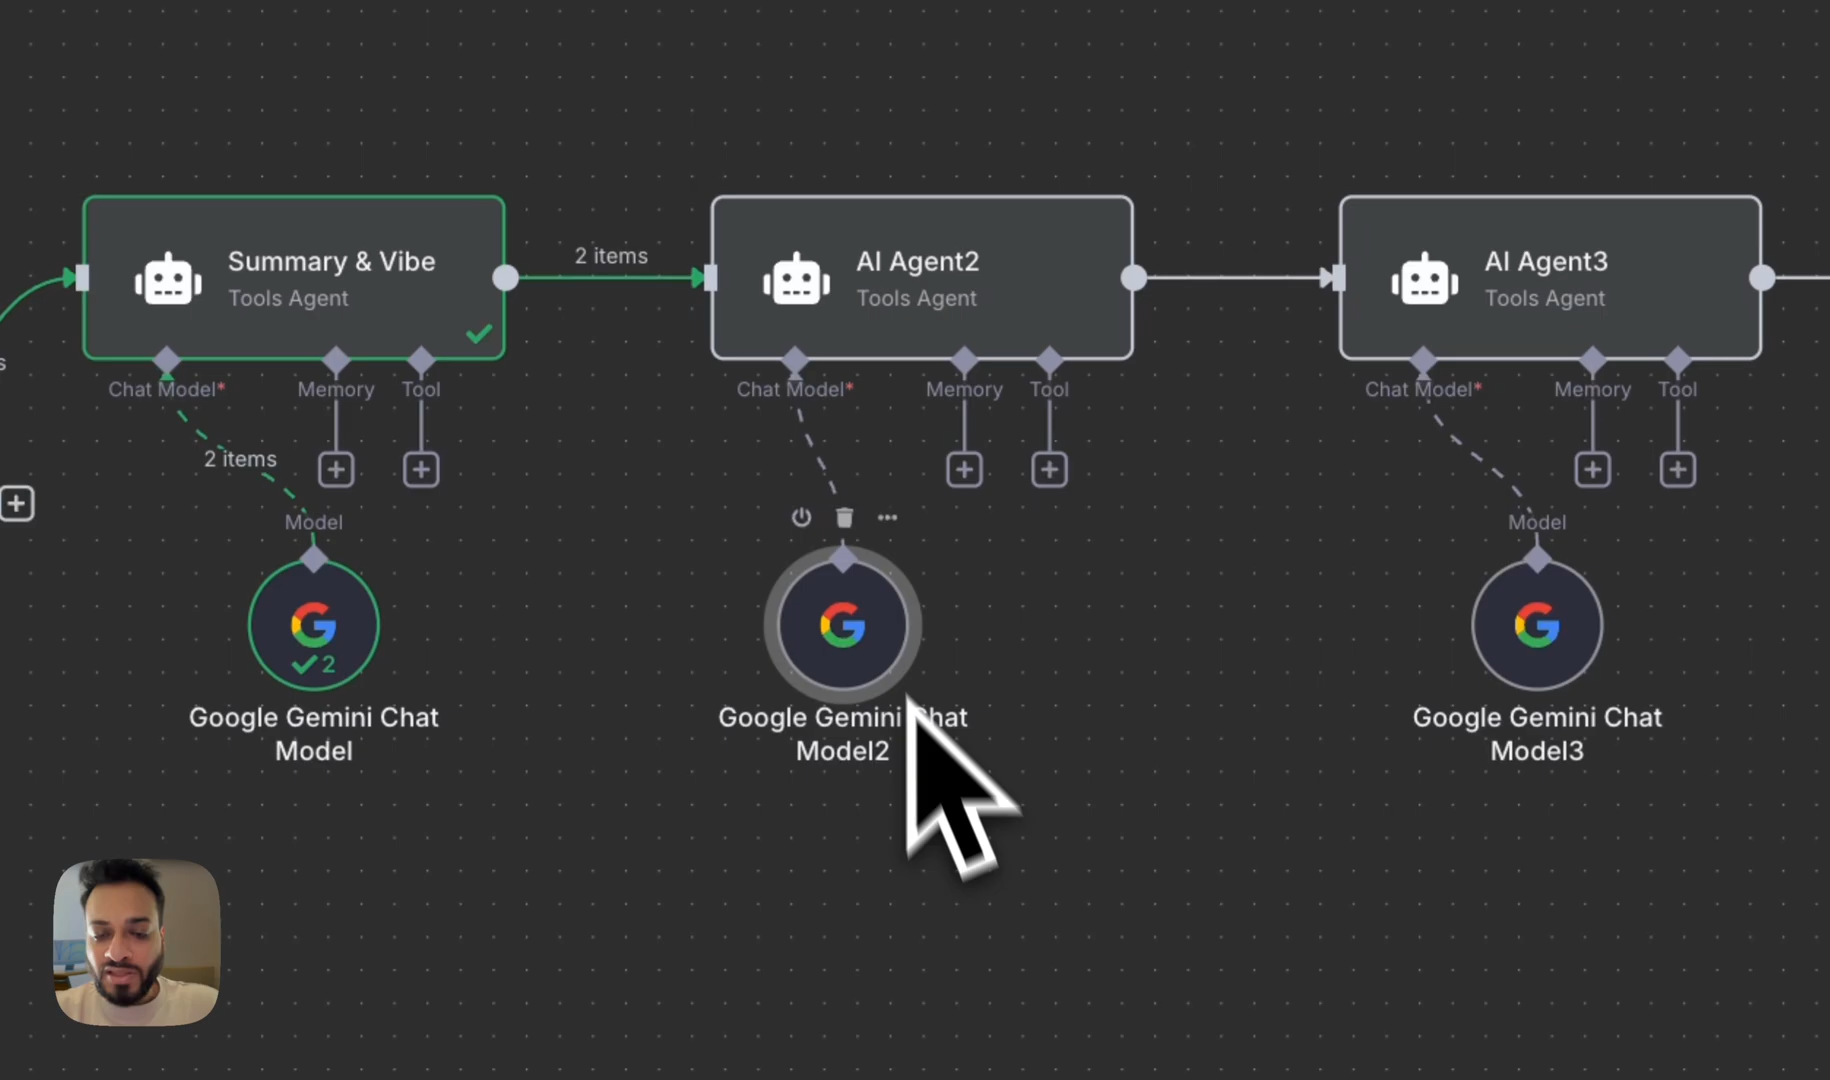 Summary & Vibe
Tools Agent
2 items
AI Agent2
Tools Agent
AI Agent3
Tools Agent
s
Chat Model*
Memory
Tool
Chat Model*
Memory
Tool
Chat Model*
Memory
Tool
2 items
Model
Model
2
Google Gemini Chat
Model
Google Gemini Chat
Model2
Google Gemini Chat
Model3